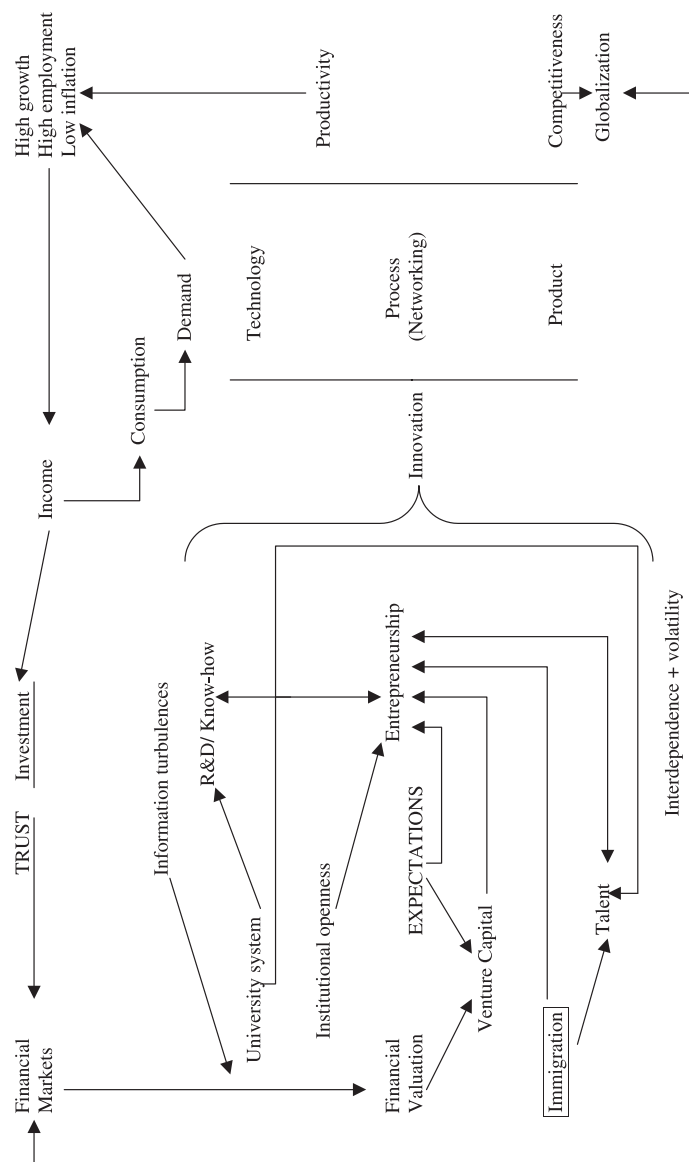 Financial
Markets
TRUST
Investment
Income
High growth
High employment
Low inflation
Consumption
Demand
Information turbulences
R&D/ Know-how
University system
Technology
Institutional openness
Productivity
Financial
Valuation
EXPECTATIONS
Entrepreneurship
Innovation
Process
(Networking)
Venture Capital
Immigration
Talent
Product
Competitiveness
Globalization
Interdependence + volatility